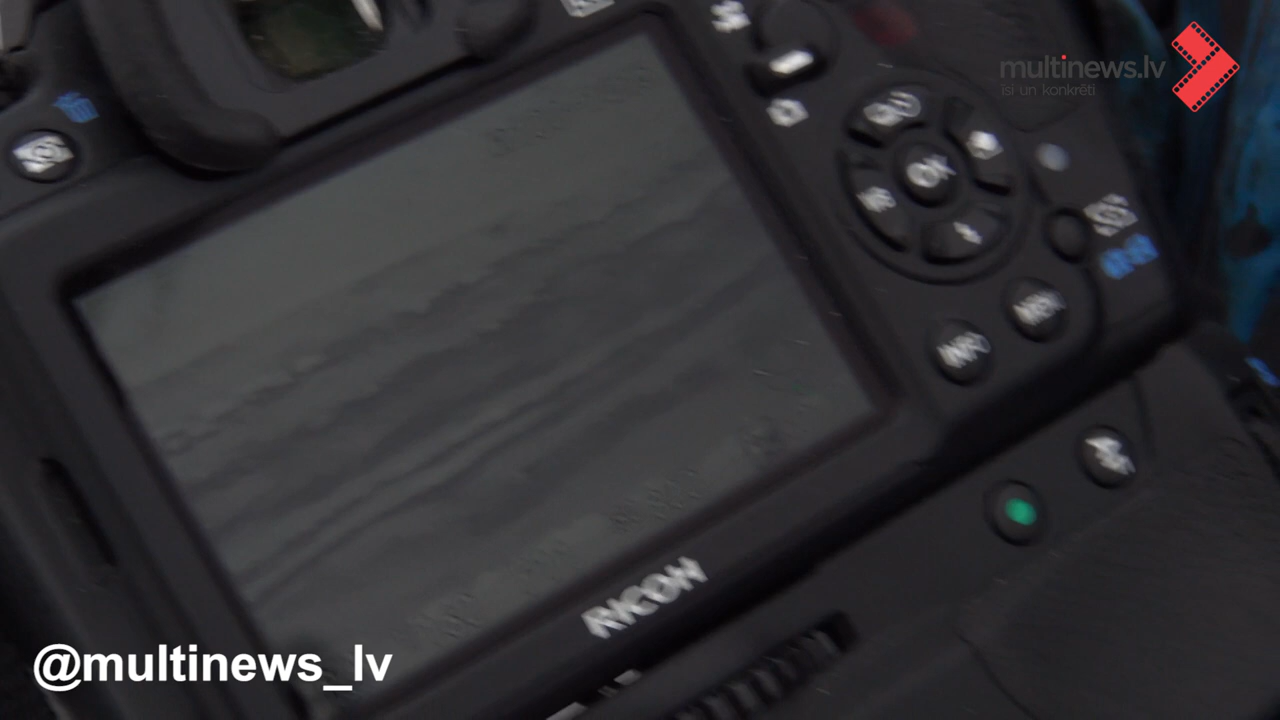 multinews.lv
īsi un konkrēti
OK
INFO
RICOH
@multinews_lv